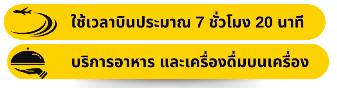 ใช้เวลาบินประมาณ 7 ชั่วโมง 20 นาที
บริการอาหาร และเครื่องดื่มบนเครื่อง